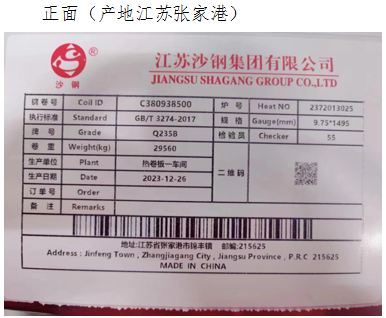 正面（产地江苏张家港）
沙钢
江苏沙钢集团有限公司
JIANGSU SHAGANG GROUP CO.,LTD
钢卷号 Coil ID C380938500 炉号 Heat NO 2372013025
执行标准 Standard GB/T 3274-2017 规格 Gauge(mm) 9.75*1495
牌号 Grade Q235B 检验员 Checker 55
卷重 Weight(kg) 29560
生产单位 Plant 热卷板一车间 二维码
生产日期 Date 2023-12-26
订单号 Order
备注 Remark
地址:江苏省张家港市锦丰镇 邮编:215625
Address : Jinfeng Town , Zhangjiagang City , Jiangsu Province , P.R.C 215625
MADE IN CHINA